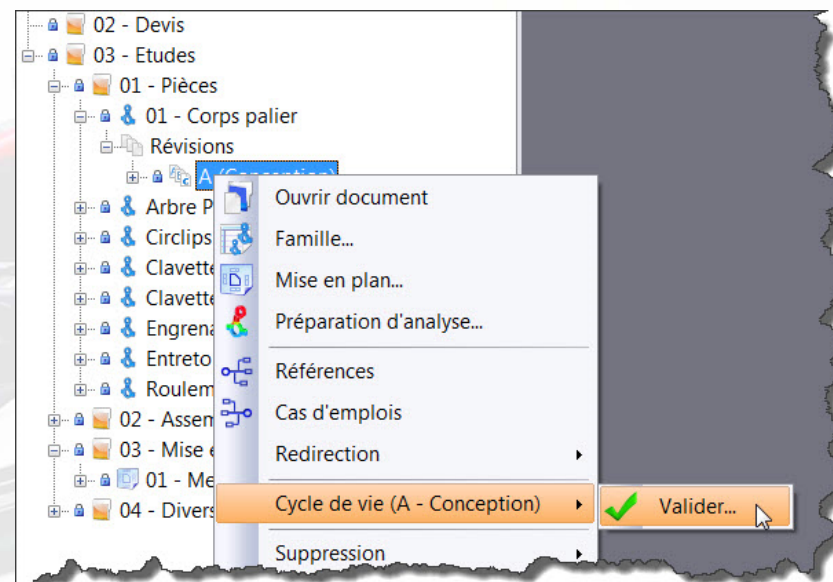 02 - Devis
03 - Etudes
01 - Pièces
01 - Corps palier
Révisions
A (Conception)
Arbre P
Circlips
Clavette
Clavette
Engrena
Entreto
Roulem
02 - Assem
03 - Mise e
01 - Me
04 - Divers
Ouvrir document
Famille...
Mise en plan...
Préparation d'analyse...
Références
Cas d'emplois
Redirection
Cycle de vie (A - Conception)
Valider...
Suppression